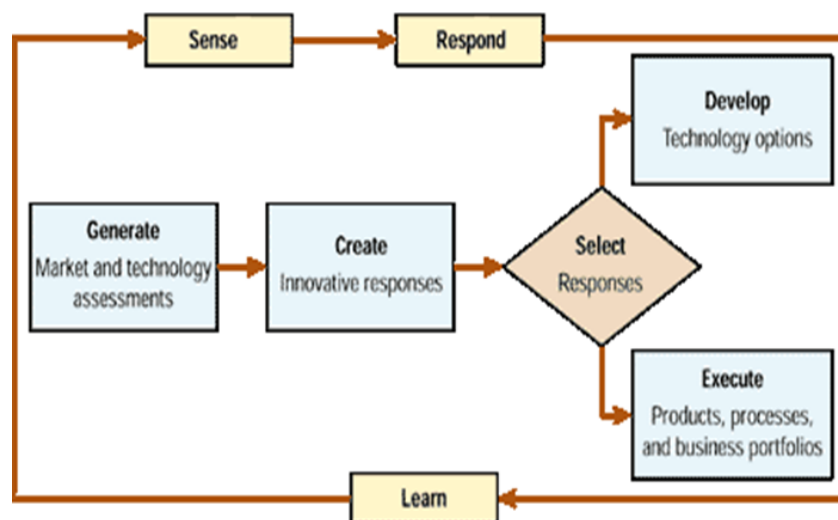 Sense
Respond
Develop
Technology options
Generate
Market and technology
assessments
Create
Innovative responses
Select
Responses
Execute
Products, processes,
and business portfolios
Learn